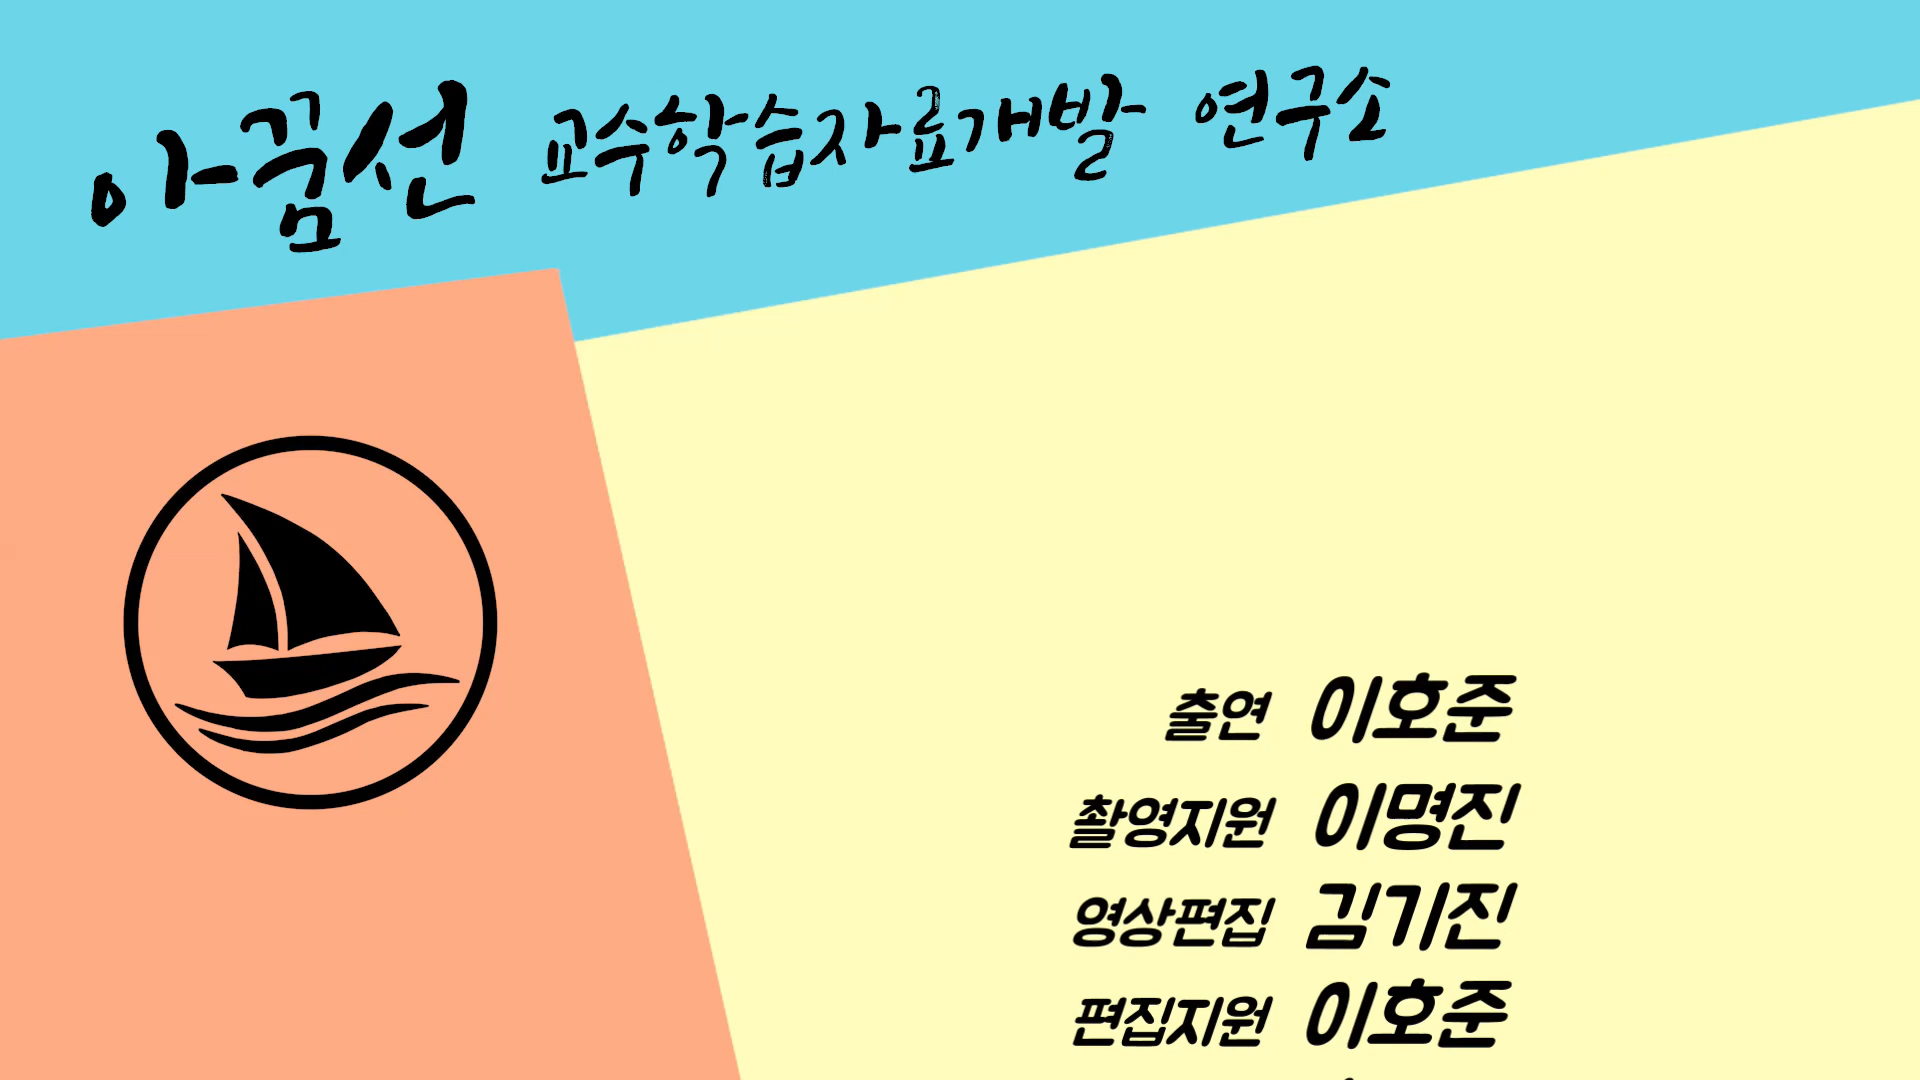 아꿈선 교수학습자료개발 연구소
출연 이호준
촬영지원 이명진
영상편집 김기진
편집지원 이호준